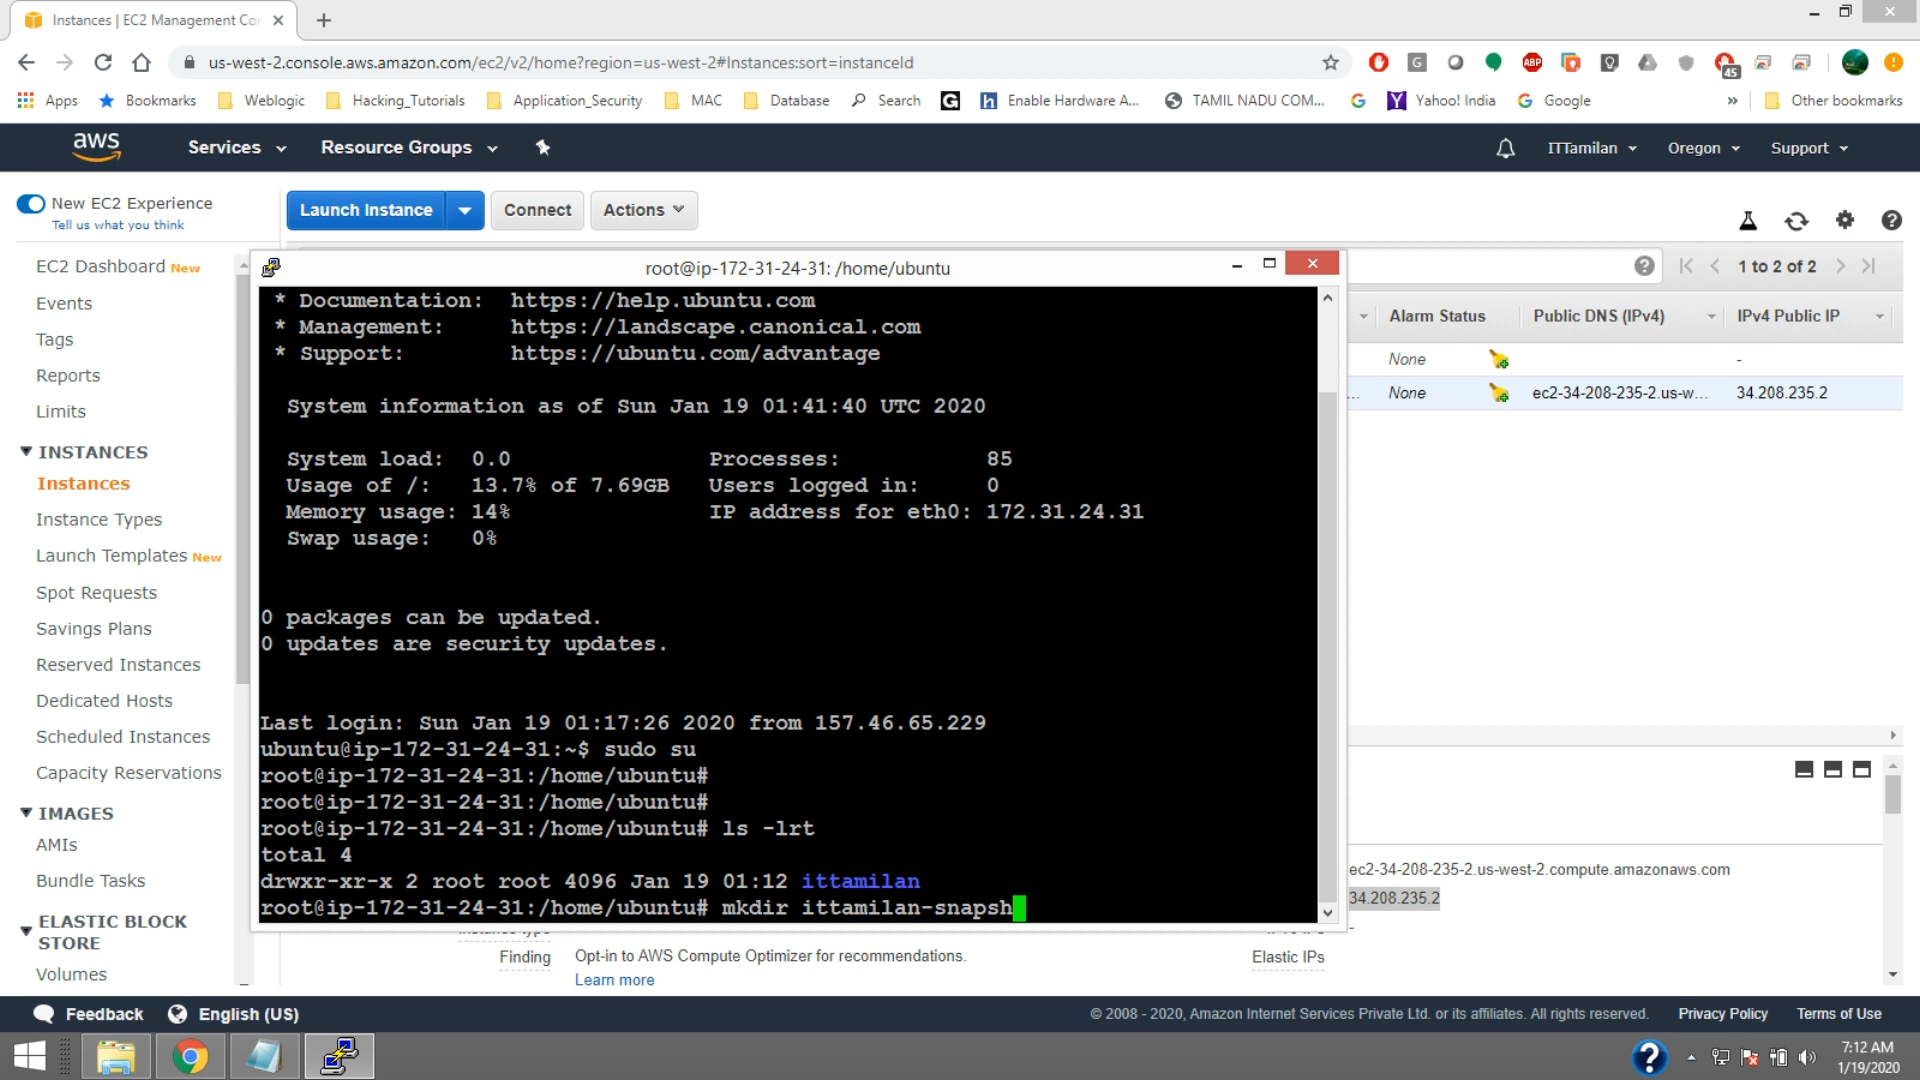 Instances | EC2 Management Co
us-west-2.console.aws.amazon.com/ec2/v2/home?region=us-west-2#Instances:sort=instanceId
G
ABP
45
Apps
Bookmarks
Weblogic
Hacking_Tutorials
Application_Security
MAC
Database
Search
G
h
Enable Hardware A...
TAMIL NADU COM...
G
Y
Yahoo! India
G
Google
»
Other bookmarks
aws
Services
Resource Groups
ITTamilan
Oregon
Support
New EC2 Experience
Tell us what you think
Launch Instance
Connect
Actions
EC2 Dashboard New
Events
Tags
Reports
Limits
INSTANCES
Instances
Instance Types
Launch Templates New
Spot Requests
Savings Plans
Reserved Instances
Dedicated Hosts
Scheduled Instances
Capacity Reservations
IMAGES
AMIs
Bundle Tasks
ELASTIC BLOCK
STORE
Volumes
1 to 2 of 2
Alarm Status
Public DNS (IPv4)
IPv4 Public IP
None
-
...
None
ec2-34-208-235-2.us-w...
34.208.235.2
root@ip-172-31-24-31: /home/ubuntu
* Documentation:  https://help.ubuntu.com
* Management:     https://landscape.canonical.com
* Support:        https://ubuntu.com/advantage
System information as of Sun Jan 19 01:41:40 UTC 2020
System load:  0.0               Processes:           85
Usage of /:   13.7% of 7.69GB   Users logged in:     0
Memory usage: 14%               IP address for eth0: 172.31.24.31
Swap usage:   0%
0 packages can be updated.
0 updates are security updates.
Last login: Sun Jan 19 01:17:26 2020 from 157.46.65.229
ubuntu@ip-172-31-24-31:~$ sudo su
root@ip-172-31-24-31:/home/ubuntu#
root@ip-172-31-24-31:/home/ubuntu#
root@ip-172-31-24-31:/home/ubuntu# ls -lrt
total 4
drwxr-xr-x 2 root root 4096 Jan 19 01:12 ittamilan
root@ip-172-31-24-31:/home/ubuntu# mkdir ittamilan-snapsh
ec2-34-208-235-2.us-west-2.compute.amazonaws.com
34.208.235.2
-
Finding
Opt-in to AWS Compute Optimizer for recommendations.
Learn more
Elastic IPs
Feedback
English (US)
© 2008 - 2020, Amazon Internet Services Private Ltd. or its affiliates. All rights reserved.
Privacy Policy
Terms of Use
7:12 AM
1/19/2020